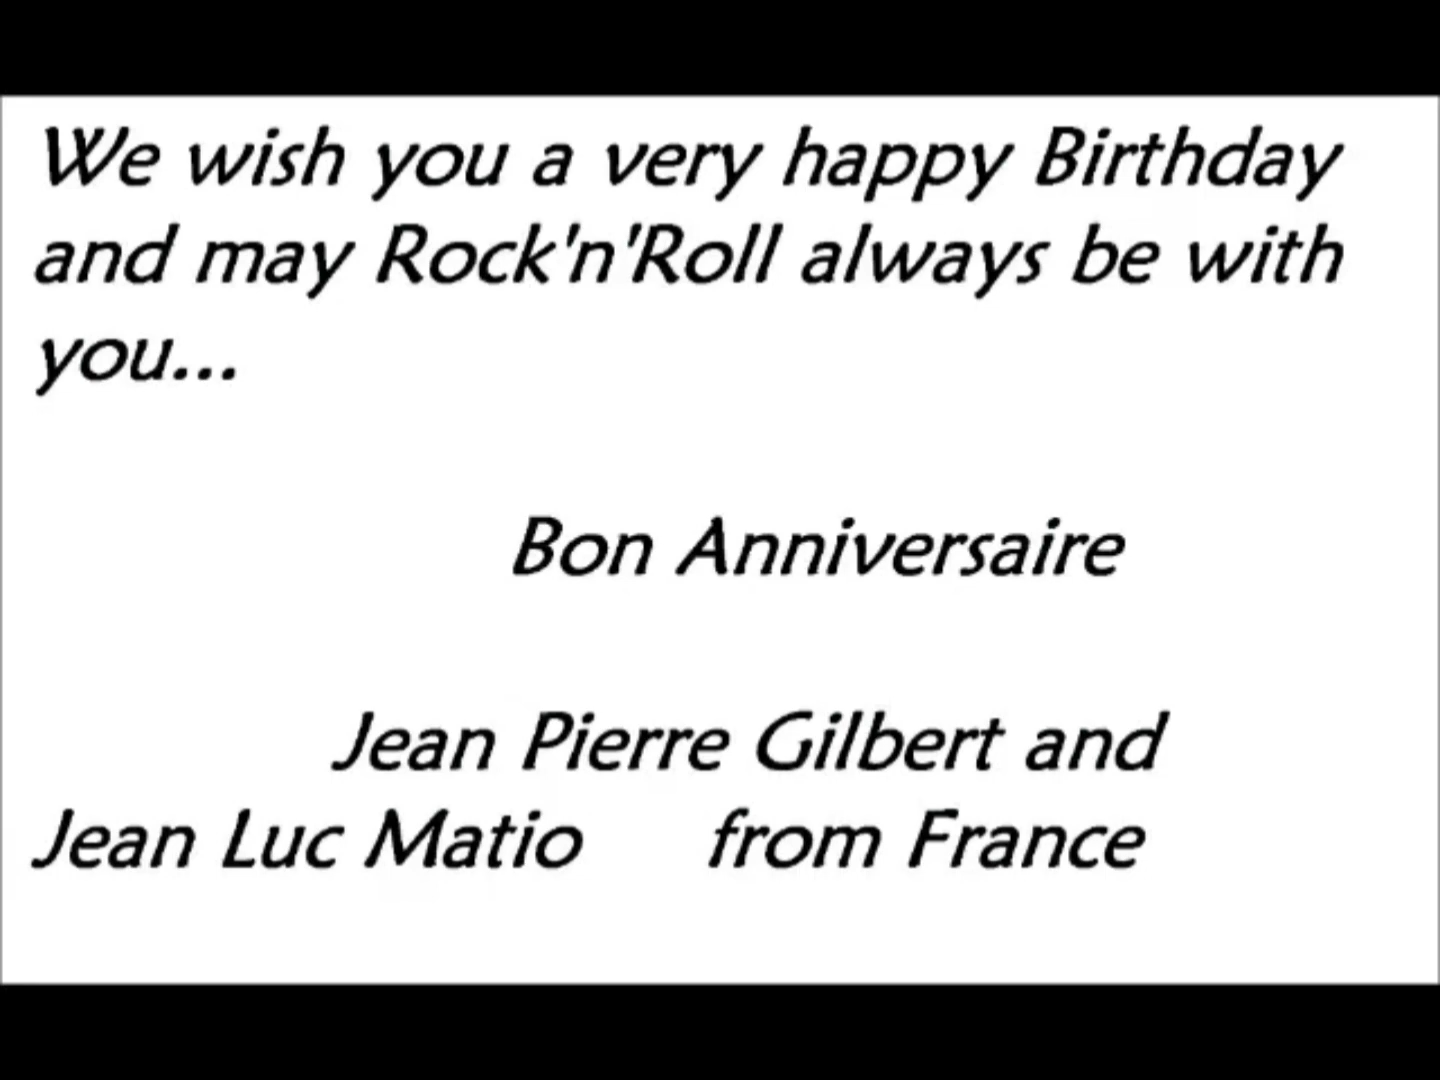 We wish you a very happy Birthday
and may Rock'n'Roll always be with
you...
Bon Anniversaire
Jean Pierre Gilbert and
Jean Luc Matio from France